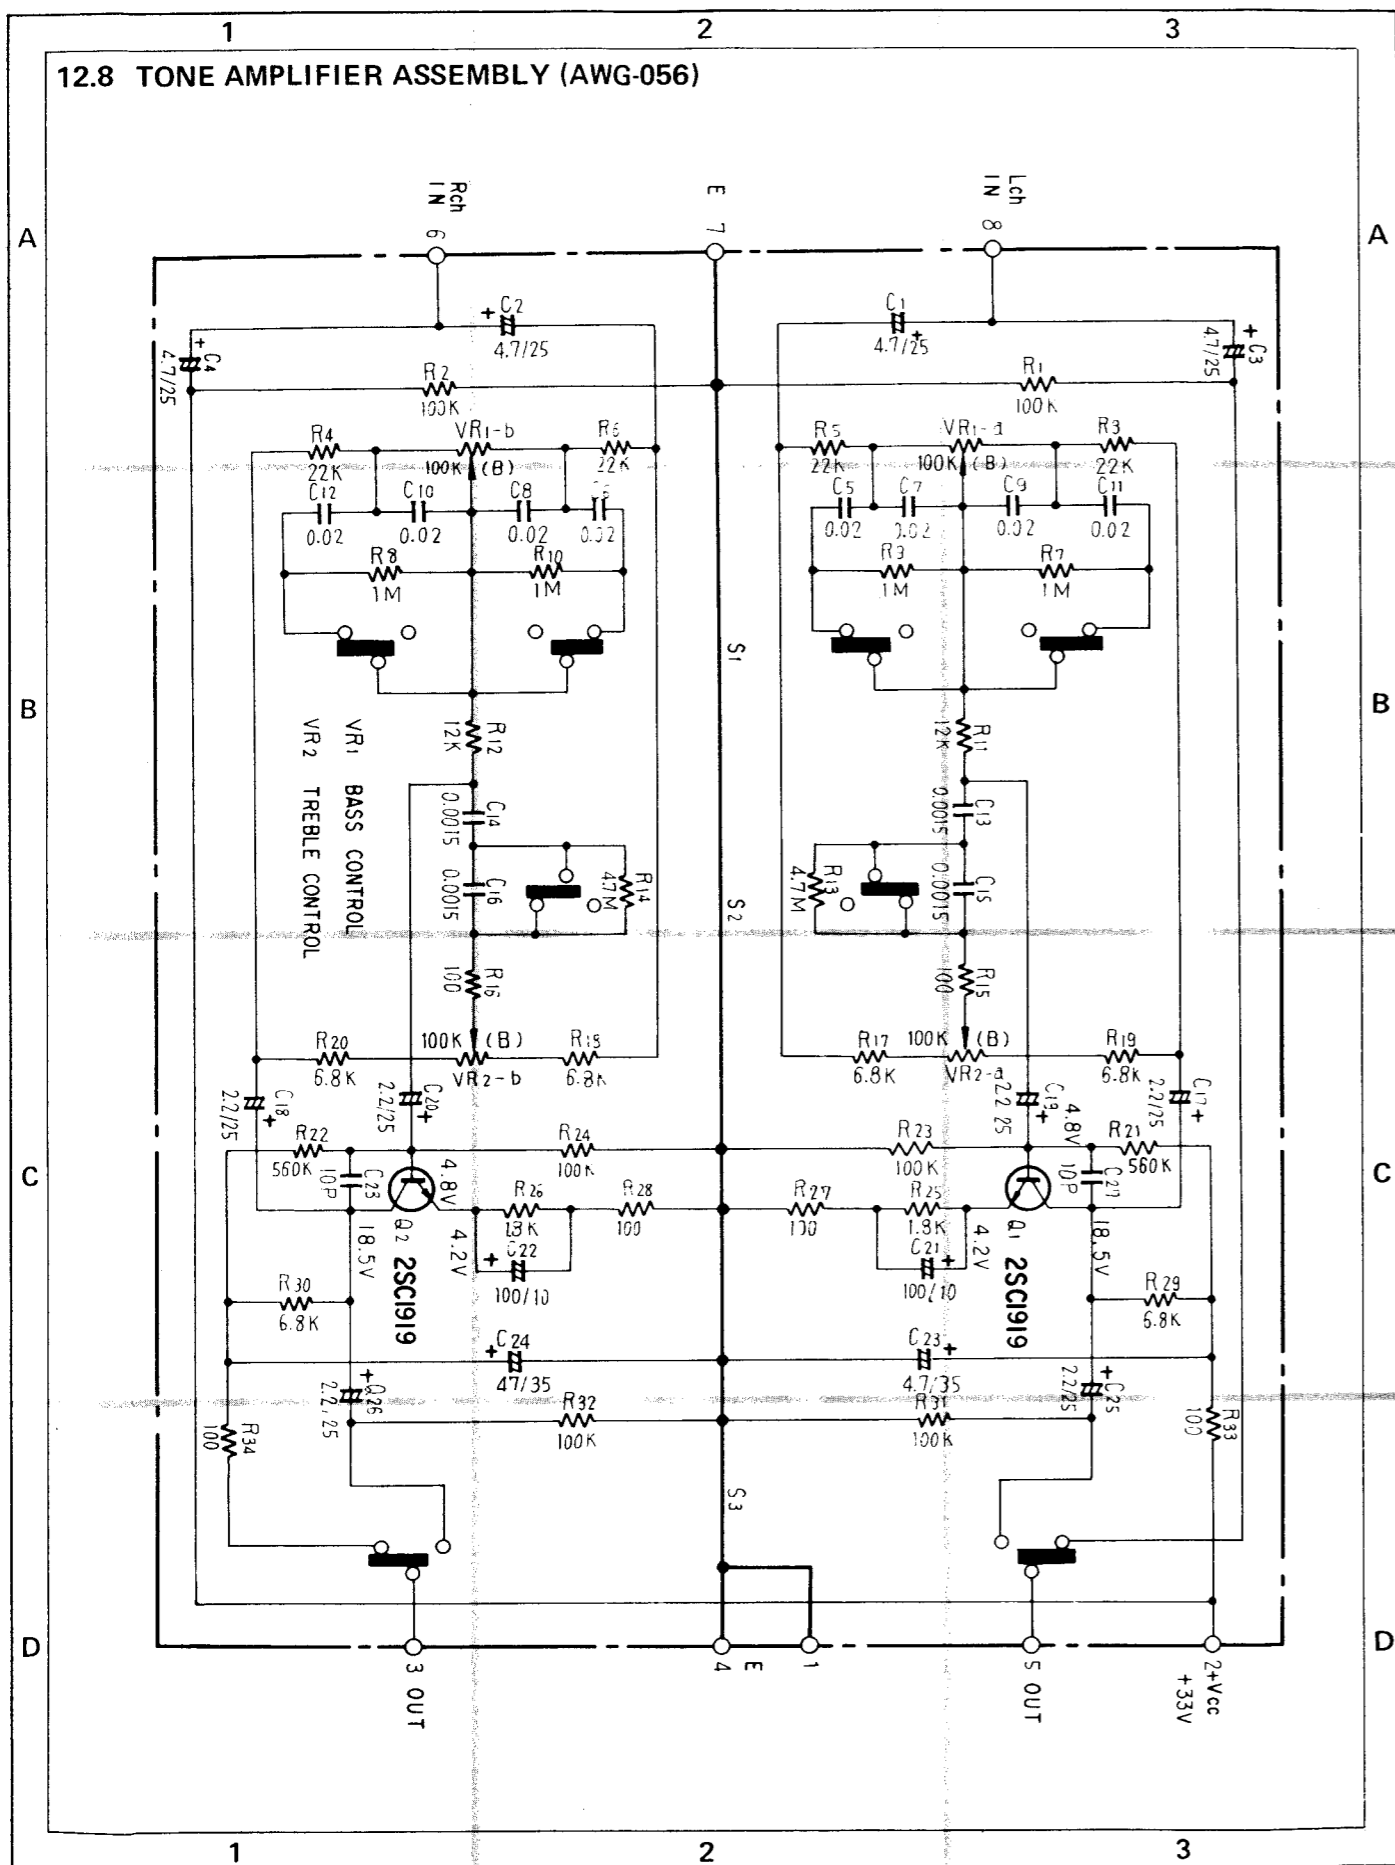 1 2 3
12.8 TONE AMPLIFIER ASSEMBLY (AWG-056)
Rch
IN
6
E
7
Lch
IN
8
A A
+ C2
4.7/25
C1
+
4.7/25
+
C4
4.7/25
+ C3
4.7/25
R2
100K
R1
100K
R4
22K
VR1-b
100K (B)
R6
22K
R5
22K
VR1-a
100K (B)
R3
22K
C12
0.02
C10
0.02
C8
0.02
0.02
C5
0.02
C7
0.02
C9
0.02
C11
0.02
R8
1M
R10
1M
R3
1M
R7
1M
S1
B B
R12
12K
R11
12K
VR1 BASS CONTROL
VR2 TREBLE CONTROL
C14
0.0015
C13
0.0015
C16
0.0015
R14
47M
R13
4.7M
C15
0.0015
S2
R16
100
R15
100
R20
6.8K
100K (B)
VR2-b
R18
6.8K
R17
6.8K
100K (B)
VR2-a
R19
6.8K
C18
+
2.2/25
C20
+
2.2/25
C19
+
2.2 25
C17
+
2.2/25
C C
R22
560K
C23
10P
4.8V
R24
100K
R23
100K
4.8V
C27
10P
R21
560K
Q2
2SC1919
18.5V
4.2V
R26
1.8K
R28
100
R27
100
R25
1.8K
4.2V
Q1
2SC1919
18.5V
+ C22
100/10
C21
+
100/10
R30
6.8K
R29
6.8K
+ C24
47/35
C23
+
4.7/35
+ C26
2.2/25
+ C25
2.2/25
R32
100K
R31
100K
R34
100
R33
100
S3
D D
3 OUT
4
E
1
5 OUT
2+Vcc
+33V
1 2 3